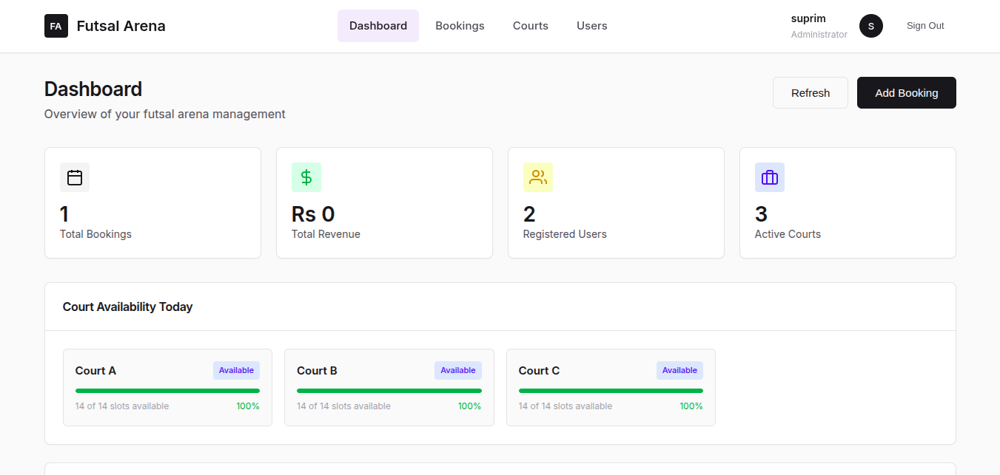 FA Futsal Arena Dashboard Bookings Courts Users suprim S Sign Out
Administrator
Dashboard
Overview of your futsal arena management
Refresh Add Booking
1
Total Bookings
Rs 0
Total Revenue
2
Registered Users
3
Active Courts
Court Availability Today
Court A Available
14 of 14 slots available 100%
Court B Available
14 of 14 slots available 100%
Court C Available
14 of 14 slots available 100%